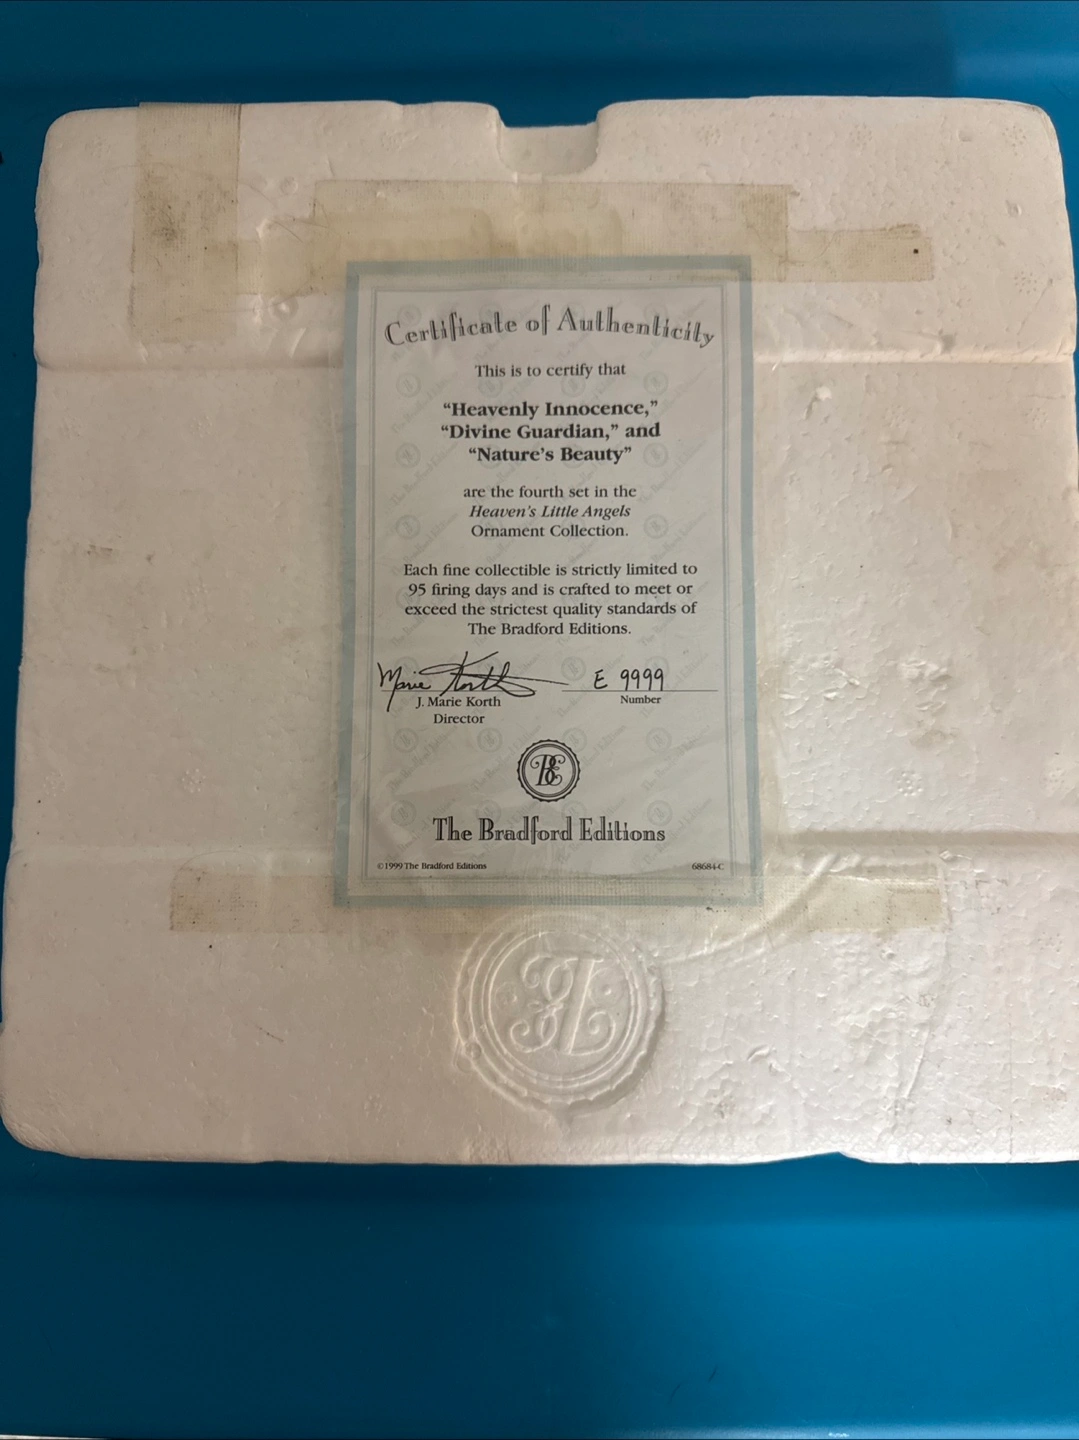 Certificate of Authenticity
This is to certify that
“Heavenly Innocence,”
“Divine Guardian,” and
“Nature's Beauty”
are the fourth set in the
Heaven's Little Angels
Ornament Collection.
Each fine collectible is strictly limited to
95 firing days and is crafted to meet or
exceed the strictest quality standards of
The Bradford Editions.
Marie Korth E 9999
J. Marie Korth Number
Director
BE
The Bradford Editions
©1999 The Bradford Editions 68684-C